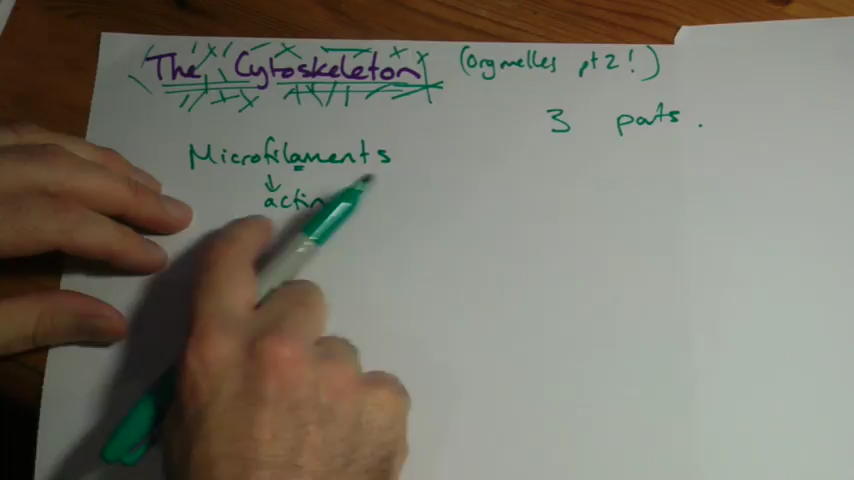 The Cytoskeleton (Organelles pt 2!)
3 parts.
Microfilaments
↓
actin